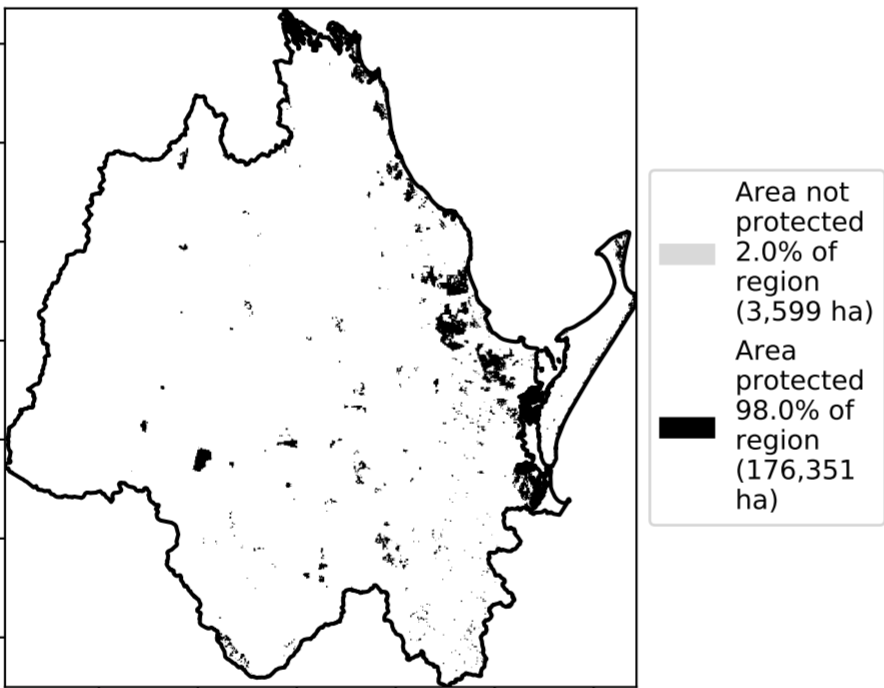 Area not
protected
2.0% of
region
(3,599 ha)
Area
protected
98.0% of
region
(176,351
ha)